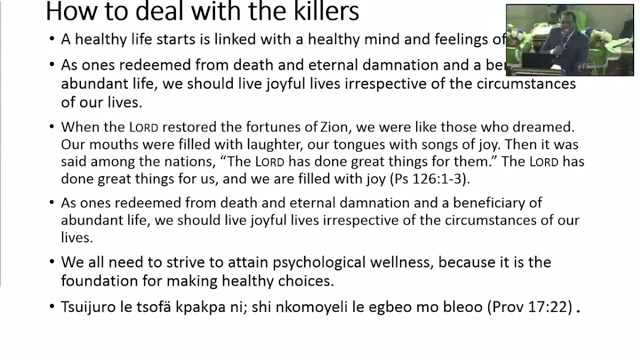 How to deal with the killers
• A healthy life starts is linked with a healthy mind and feelings of
• As ones redeemed from death and eternal damnation and a
abundant life, we should live joyful lives irrespective of the circumstances
of our lives.
• When the LORD restored the fortunes of Zion, we were like those who dreamed.
Our mouths were filled with laughter, our tongues with songs of joy. Then it was
said among the nations, “The LORD has done great things for them.” The LORD has
done great things for us, and we are filled with joy (Ps 126:1-3).
• As ones redeemed from death and eternal damnation and a beneficiary of
abundant life, we should live joyful lives irrespective of the circumstances of our
lives.
• We all need to strive to attain psychological wellness, because it is the
foundation for making healthy choices.
• Tsuijuro le tsofã kpakpa ni; shi nkomoyeli le egbeo mo bleoo (Prov 17:22) .